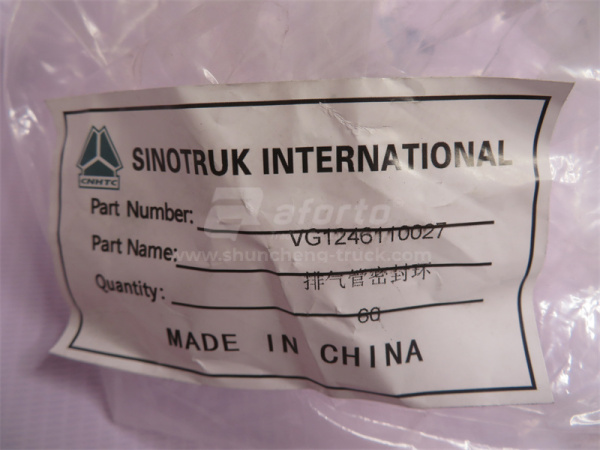 CNHTC
SINOTRUK INTERNATIONAL
Part Number: VG1246110027
Part Name: 排气管密封环
Quantity: 60
MADE IN CHINA
aforto
www.shuncheng-truck.com